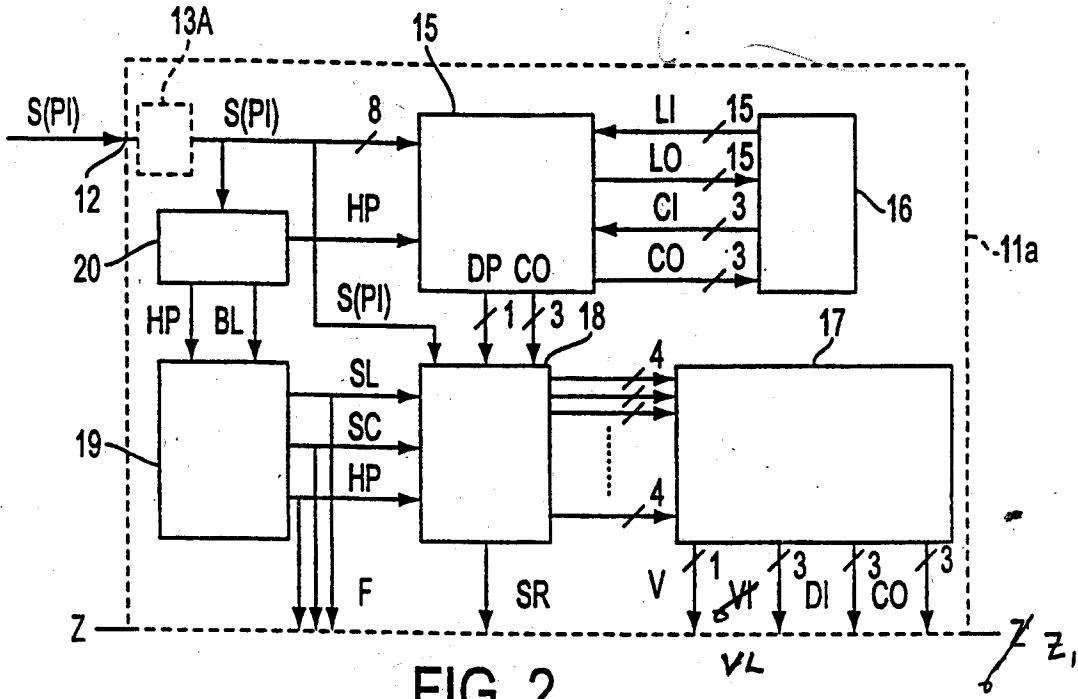 13A
15
S(PI)
S(PI)
8
LI
15
LO
15
12
HP
CI
3
16
20
CO
3
11a
DP CO
HP
BL
S(PI)
1
3
18
17
SL
4
19
SC
HP
4
F
SR
V
1
VI
3
DI
3
CO
3
Z
Z
Z1
VL
FIG. 2